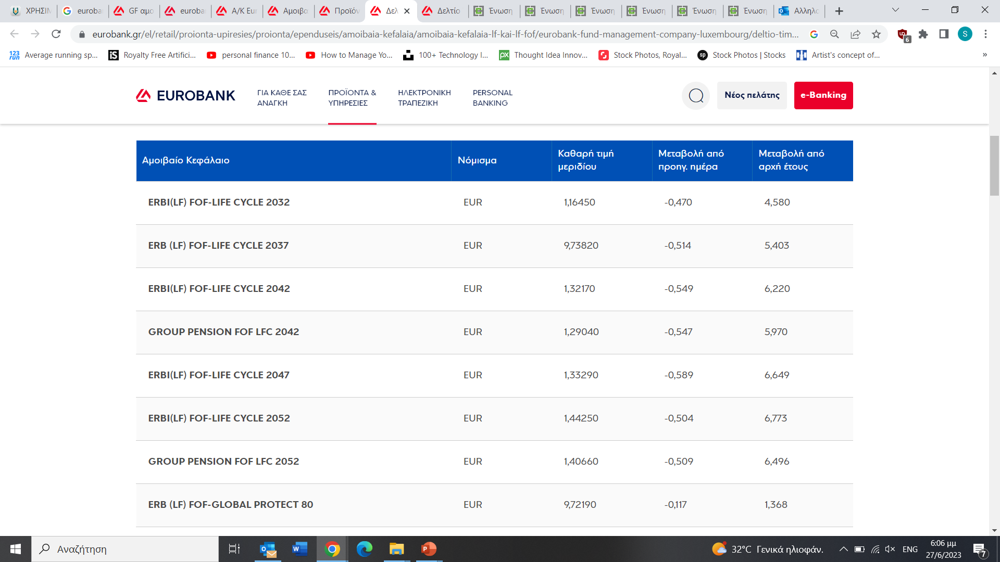 ΧΡΗΣΙΜ
euroba
GF αμο
euroba
A/K Eur
Αμοιβα
Προϊόν
Δελ
Δελτίο
Ένωση
Ένωση
Ένωση
Ένωση
Ένωση
Ένωση
Αλληλο
eurobank.gr/el/retail/proionta-upiresies/proionta/ependuseis/amoibaia-kefalaia/amoibaia-kefalaia-lf-kai-lf-fof/eurobank-fund-management-company-luxembourg/deltio-tim...
6
S
123 run
Average running sp...
iS
Royalty Free Artifici...
personal finance 10...
How to Manage Yo...
100+ Technology I...
px
Thought Idea Innov...
Stock Photos, Royal...
sp
Stock Photos | Stocks
Artist's concept of...
»
EUROBANK
ΓΙΑ ΚΑΘΕ ΣΑΣ
ΑΝΑΓΚΗ
ΠΡΟΪΟΝΤΑ &
ΥΠΗΡΕΣΙΕΣ
ΗΛΕΚΤΡΟΝΙΚΗ
ΤΡΑΠΕΖΙΚΗ
PERSONAL
BANKING
Νέος πελάτης
e-Banking
Αμοιβαίο Κεφάλαιο
Νόμισμα
Καθαρή τιμή
μεριδίου
Μεταβολή από
προηγ. ημέρα
Μεταβολή από
αρχή έτους
ERBI(LF) FOF-LIFE CYCLE 2032 EUR 1,16450 -0,470 4,580
ERB (LF) FOF-LIFE CYCLE 2037 EUR 9,73820 -0,514 5,403
ERBI(LF) FOF-LIFE CYCLE 2042 EUR 1,32170 -0,549 6,220
GROUP PENSION FOF LFC 2042 EUR 1,29040 -0,547 5,970
ERBI(LF) FOF-LIFE CYCLE 2047 EUR 1,33290 -0,589 6,649
ERBI(LF) FOF-LIFE CYCLE 2052 EUR 1,44250 -0,504 6,773
GROUP PENSION FOF LFC 2052 EUR 1,40660 -0,509 6,496
ERB (LF) FOF-GLOBAL PROTECT 80 EUR 9,72190 -0,117 1,368
Αναζήτηση
32°C Γενικά ηλιοφάν.
ENG
6:06 μμ
27/6/2023
7